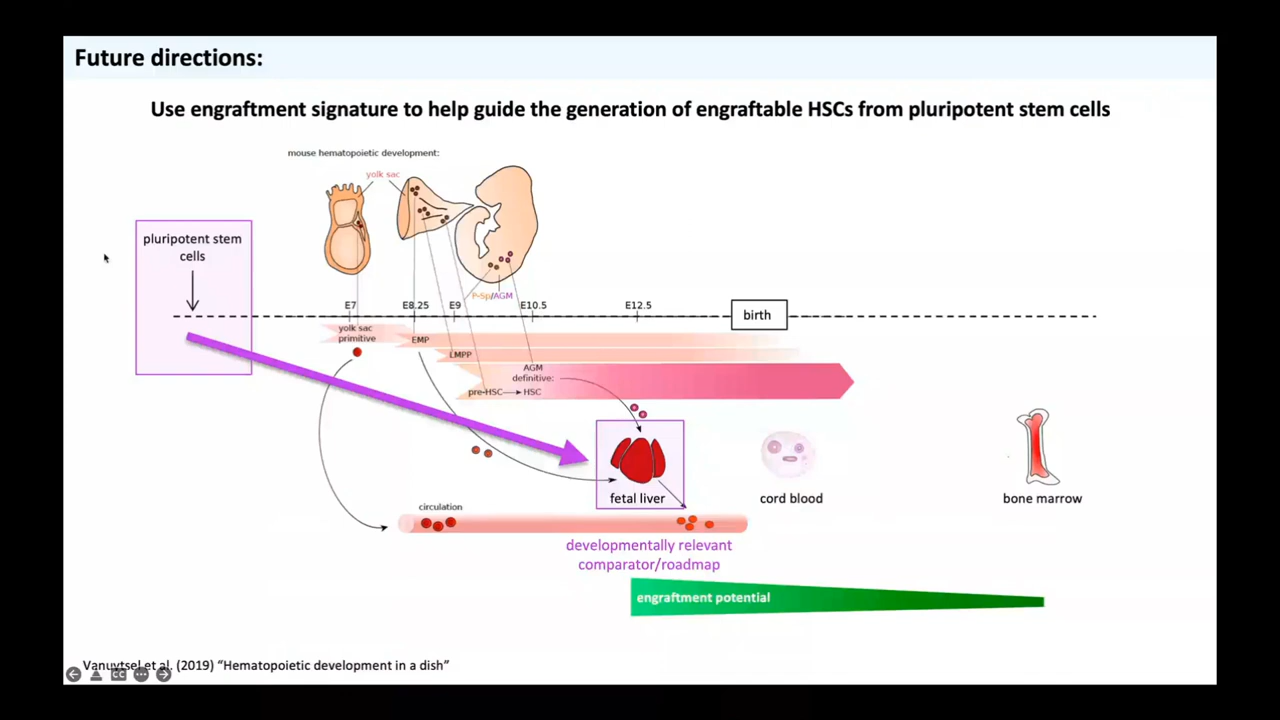 Future directions:
Use engraftment signature to help guide the generation of engraftable HSCs from pluripotent stem cells
mouse hematopoietic development:
yolk sac
pluripotent stem
cells
P-Sp/AGM
E7
E8.25
E9
E10.5
E12.5
birth
yolk sac
primitive
EMP
LMPP
AGM
definitive:
pre-HSC
HSC
fetal liver
cord blood
bone marrow
circulation
developmentally relevant
comparator/roadmap
engraftment potential
Vanuytsel et al. (2019) “Hematopoietic development in a dish”
CC